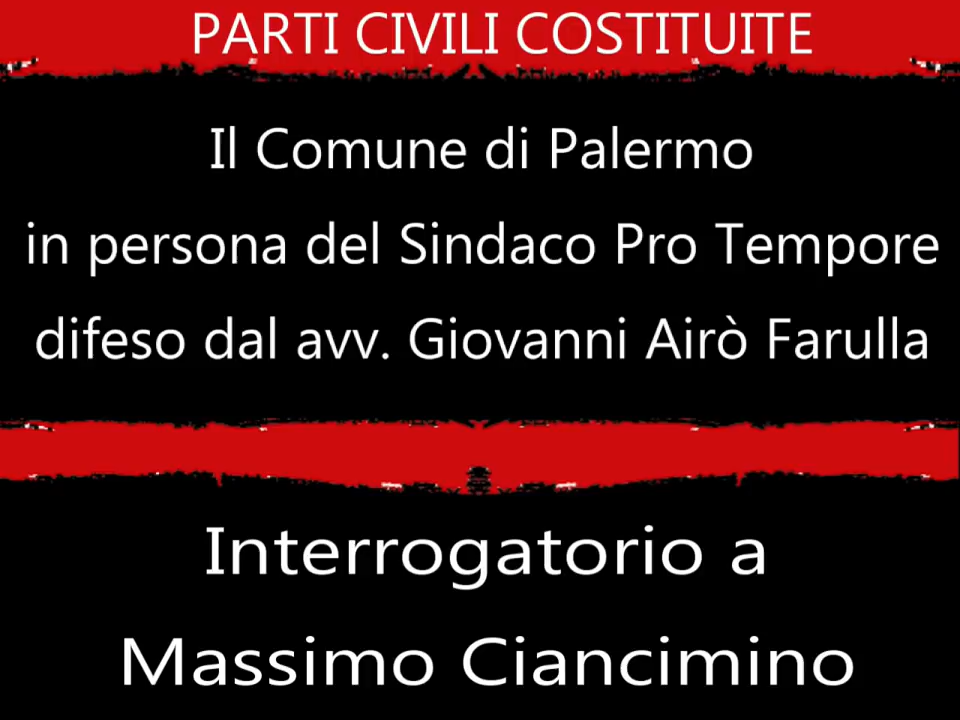 PARTI CIVILI COSTITUITE
Il Comune di Palermo
in persona del Sindaco Pro Tempore
difeso dal avv. Giovanni Airò Farulla
Interrogatorio a
Massimo Ciancimino